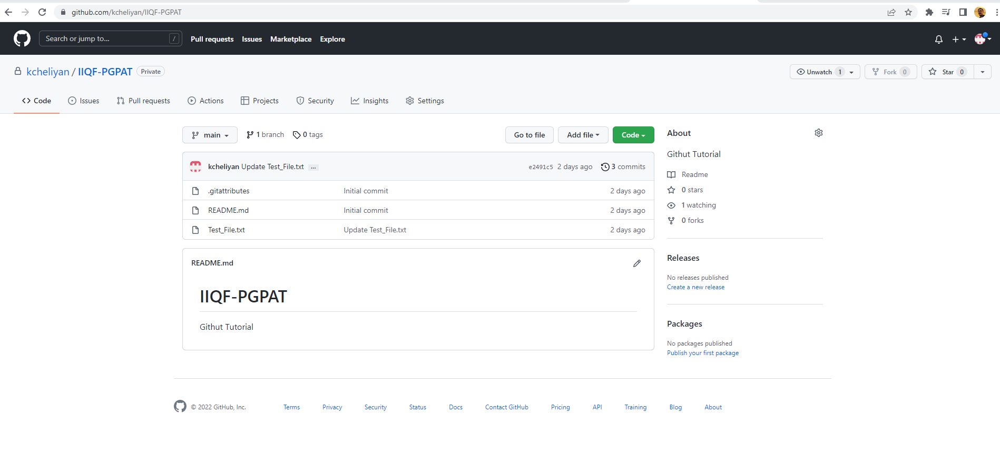 github.com/kcheliyan/IIQF-PGPAT
Search or jump to... / Pull requests Issues Marketplace Explore
kcheliyan / IIQF-PGPAT Private Unwatch 1 Fork 0 Star 0
Code Issues Pull requests Actions Projects Security Insights Settings
main 1 branch 0 tags Go to file Add file Code
kcheliyan Update Test_File.txt ... e2491c5 2 days ago 3 commits
.gitattributes Initial commit 2 days ago
README.md Initial commit 2 days ago
Test_File.txt Update Test_File.txt 2 days ago
README.md
IIQF-PGPAT
Githut Tutorial
About
Githut Tutorial
Readme
0 stars
1 watching
0 forks
Releases
No releases published
Create a new release
Packages
No packages published
Publish your first package
© 2022 GitHub, Inc. Terms Privacy Security Status Docs Contact GitHub Pricing API Training Blog About